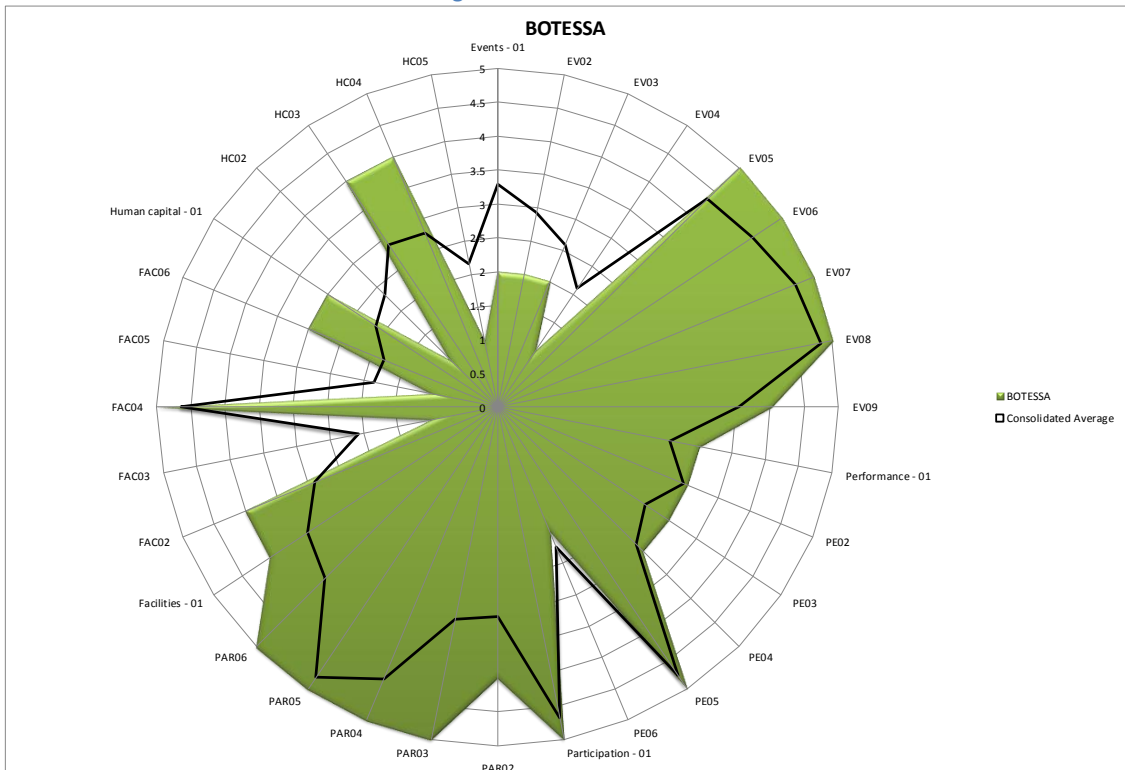 BOTESSA
Events - 01
EV02
EV03
EV04
EV05
EV06
EV07
EV08
EV09
Performance - 01
PE02
PE03
PE04
PE05
PE06
Participation - 01
PAR02
PAR03
PAR04
PAR05
PAR06
Facilities - 01
FAC02
FAC03
FAC04
FAC05
FAC06
Human capital - 01
HC02
HC03
HC04
HC05
5
4.5
4
3.5
3
2.5
2
1.5
1
0.5
0
BOTESSA
Consolidated Average